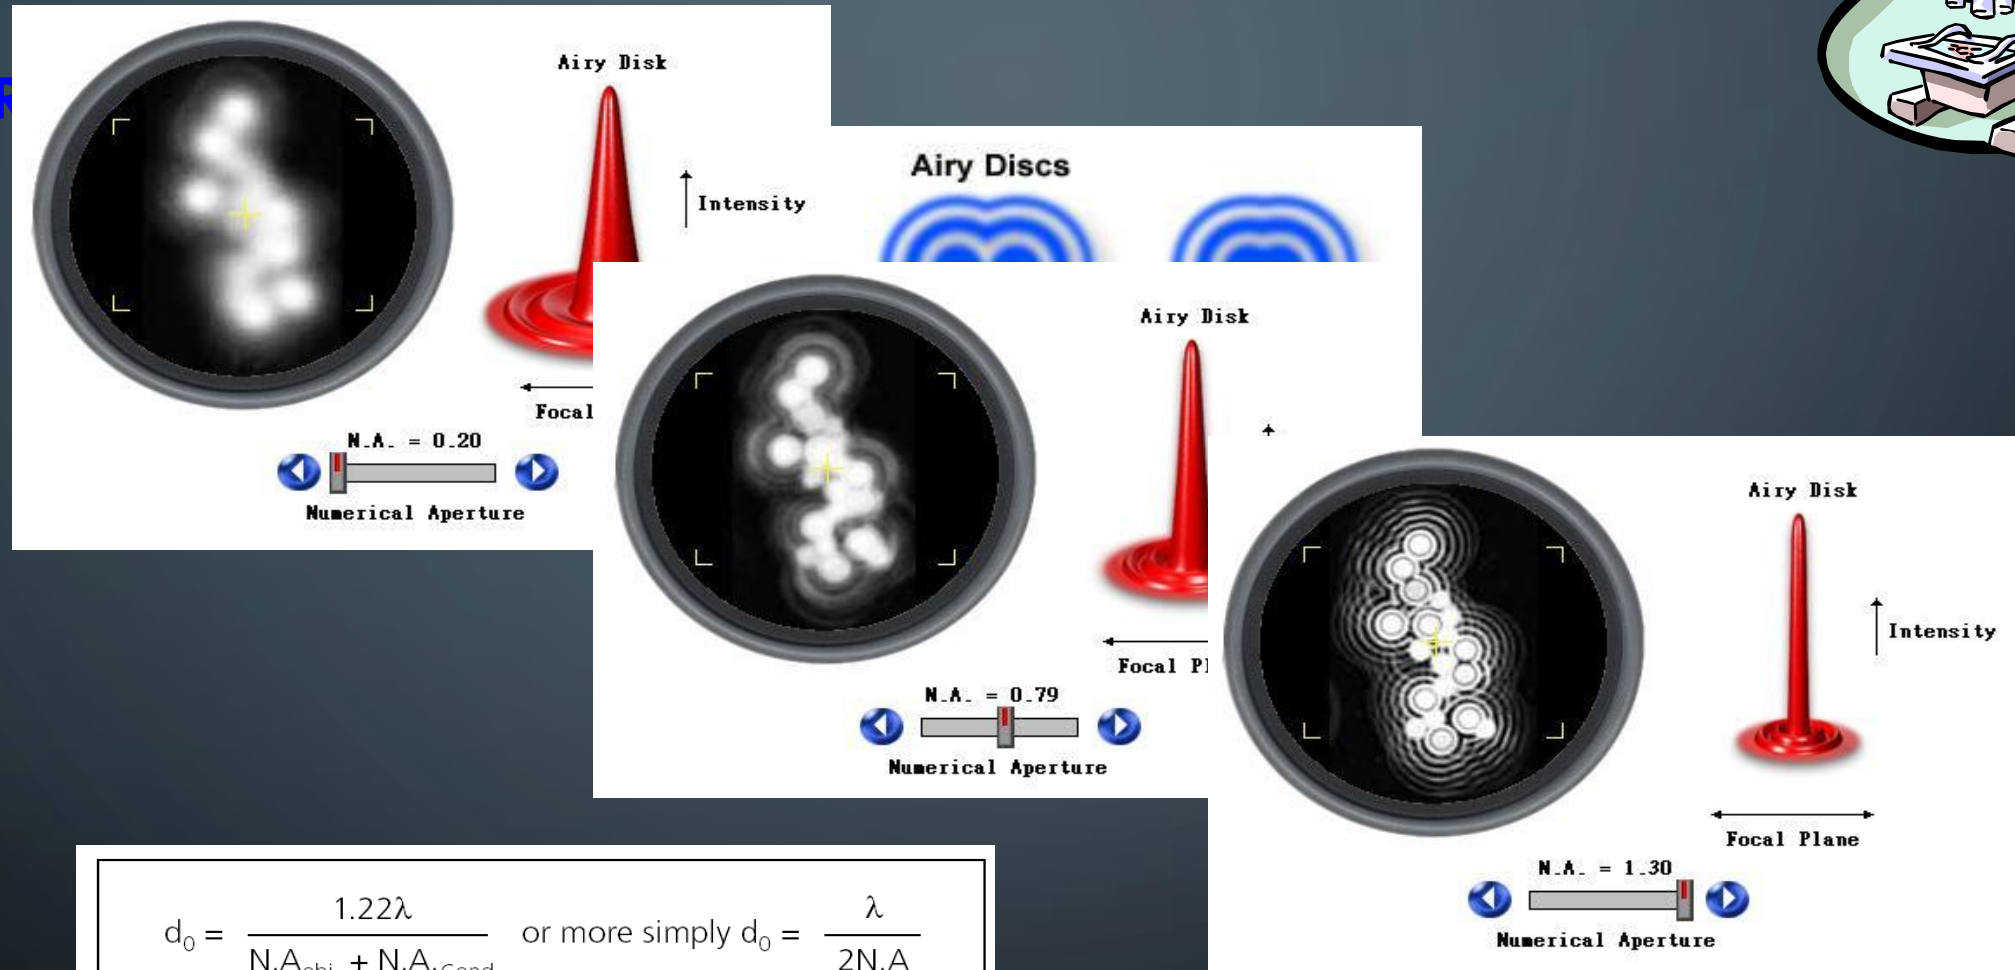 Airy Disk
Intensity
Focal
N.A. = 0.20
Numerical Aperture
Airy Discs
Airy Disk
Focal Pl
N.A. = 0.79
Numerical Aperture
Airy Disk
Intensity
Focal Plane
N.A. = 1.30
Numerical Aperture
d₀ = 1.22λ / N.A.obj + N.A.Cond or more simply d₀ = λ / 2N.A